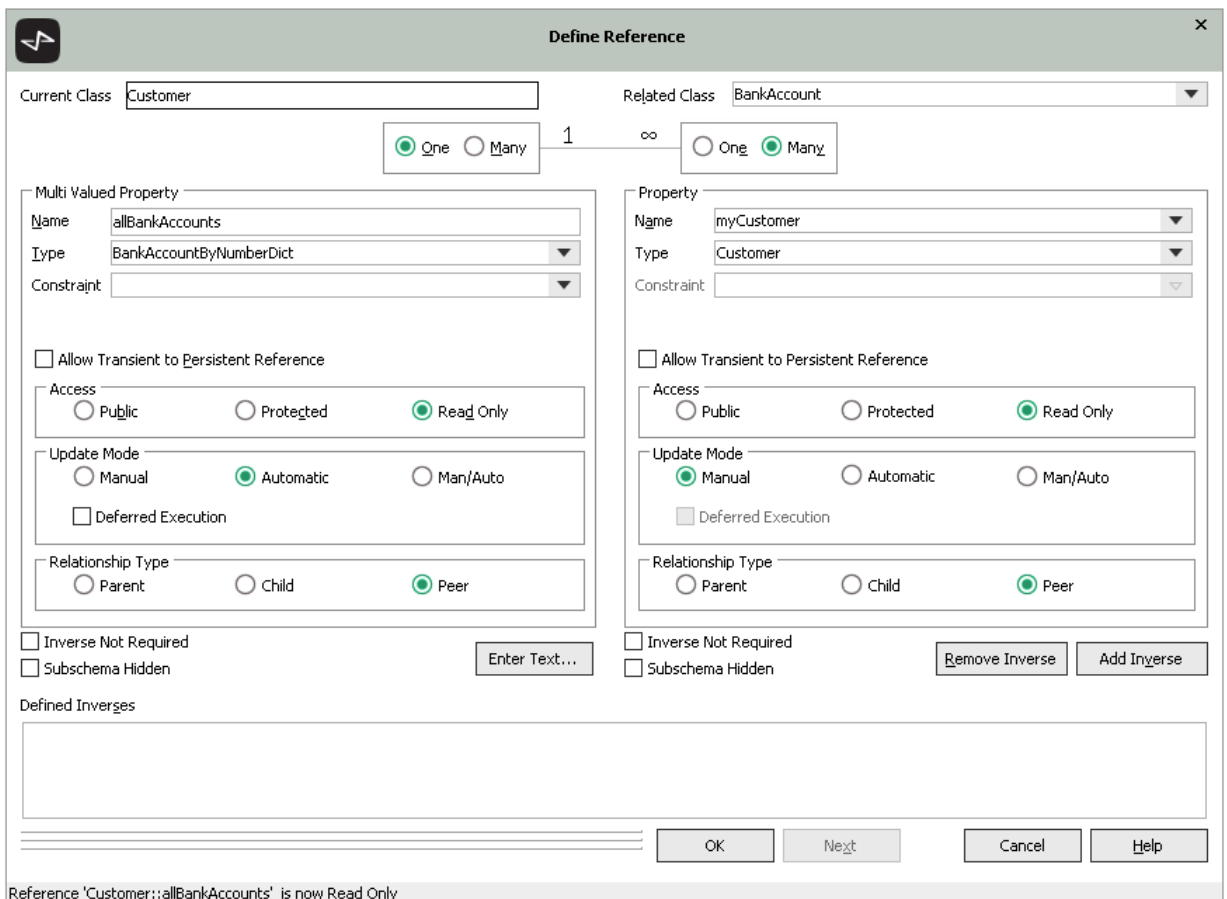 Define Reference
×
Current Class Customer Related Class BankAccount
One Many 1 ∞ One Many
Multi Valued Property Property
Name allBankAccounts Name myCustomer
Type BankAccountByNumberDict Type Customer
Constraint Constraint
Allow Transient to Persistent Reference Allow Transient to Persistent Reference
Access Access
Public Protected Read Only Public Protected Read Only
Update Mode Update Mode
Manual Automatic Man/Auto Manual Automatic Man/Auto
Deferred Execution Deferred Execution
Relationship Type Relationship Type
Parent Child Peer Parent Child Peer
Inverse Not Required Inverse Not Required
Subschema Hidden Enter Text... Subschema Hidden Remove Inverse Add Inverse
Defined Inverses
OK Next Cancel Help
Reference 'Customer::allBankAccounts' is now Read Only